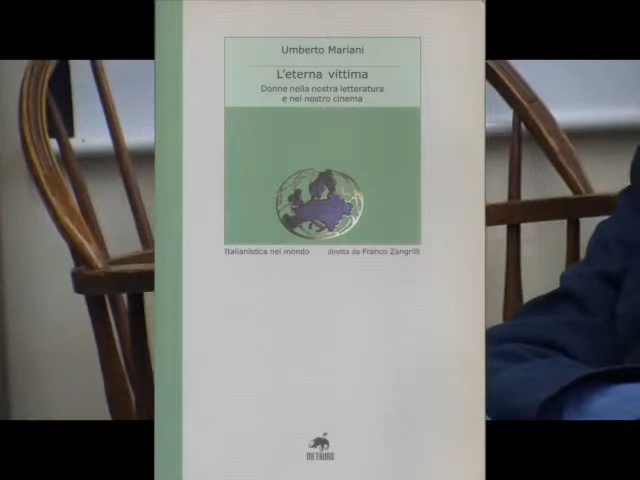 Umberto Mariani
L'eterna vittima
Donne nella nostra letteratura
e nel nostro cinema
Italianistica nel mondo diretta da Franco Zangrilli
METAURO